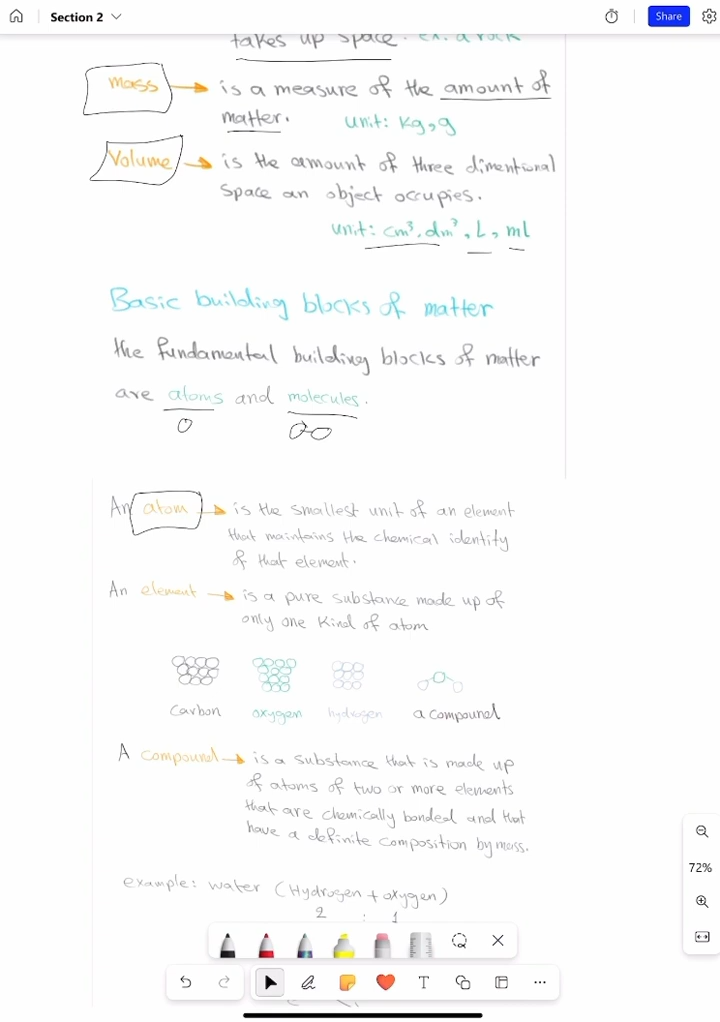 Section 2
Share
takes up space. ex. a rock
Mass → is a measure of the amount of
matter. unit: kg, g
Volume → is the amount of three dimentional
space an object occupies.
unit: cm³, dm³, L, ml
Basic building blocks of matter
the fundamental building blocks of matter
are atoms and molecules.
An atom → is the smallest unit of an element
that maintains the chemical identity
of that element.
An element → is a pure substance made up of
only one kind of atom
Carbon oxygen hydrogen a compound
A compound → is a substance that is made up
of atoms of two or more elements
that are chemically bonded and that
have a definite composition by mass.
example: water (Hydrogen + oxygen)
2 : 1
72%
T